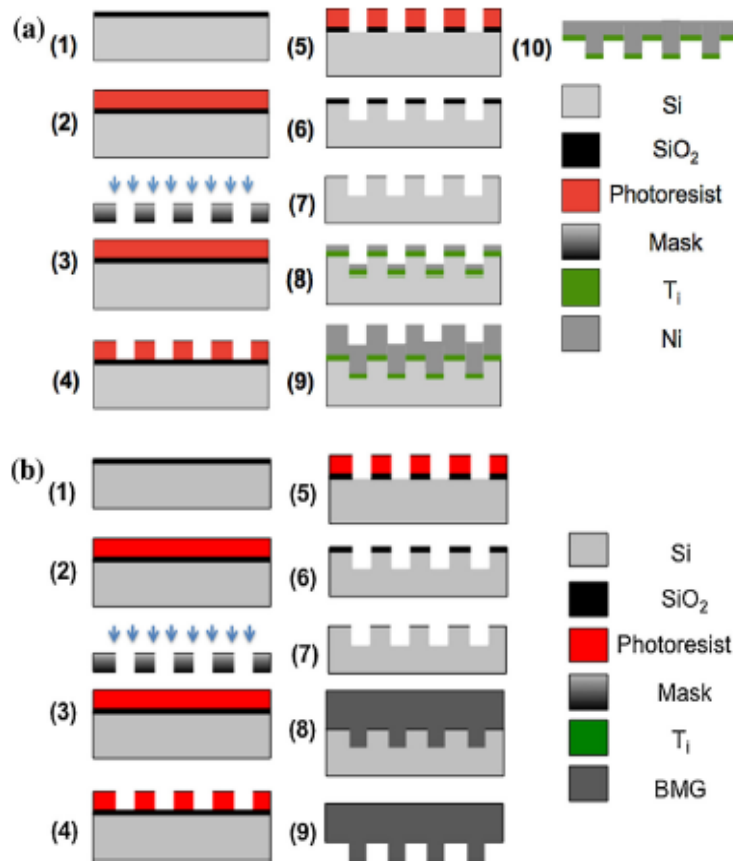 (a)
(1)
(2)
(3)
(4)
(5)
(6)
(7)
(8)
(9)
(10)
Si
SiO₂
Photoresist
Mask
Tᵢ
Ni
(b)
(1)
(2)
(3)
(4)
(5)
(6)
(7)
(8)
(9)
Si
SiO₂
Photoresist
Mask
Tᵢ
BMG